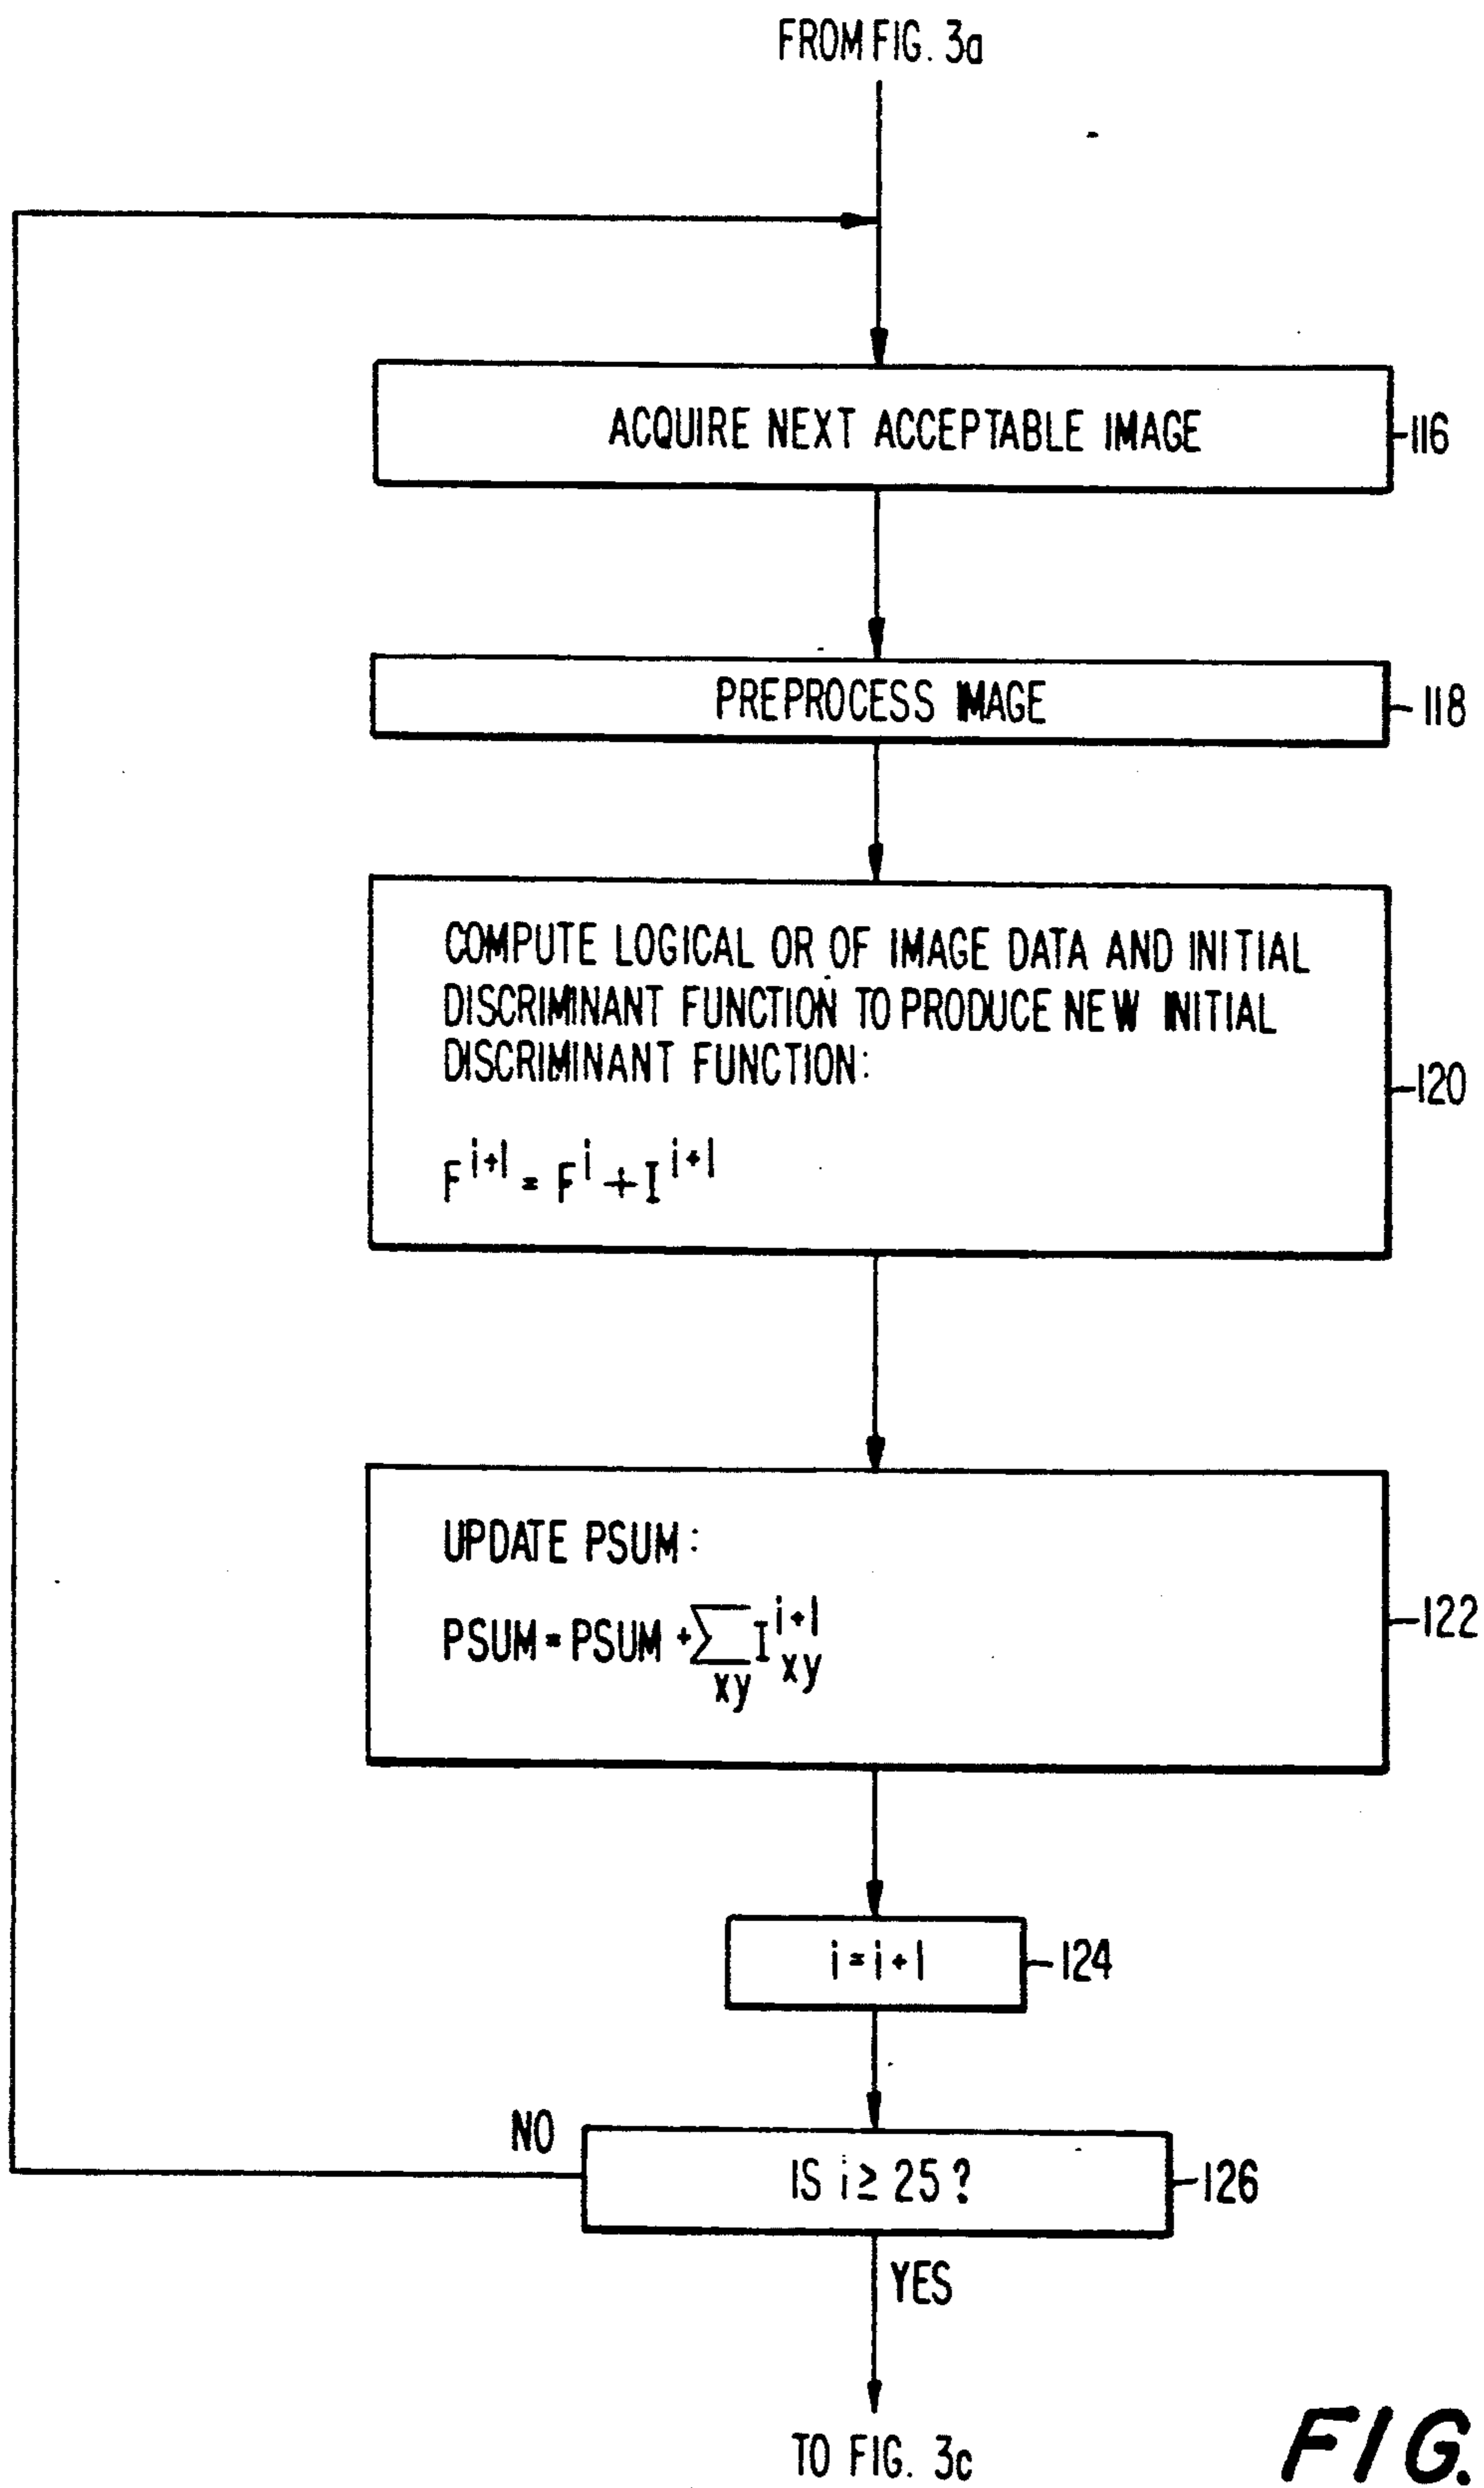 FROM FIG. 3a
ACQUIRE NEXT ACCEPTABLE IMAGE
116
PREPROCESS IMAGE
118
COMPUTE LOGICAL OR OF IMAGE DATA AND INITIAL
DISCRIMINANT FUNCTION TO PRODUCE NEW INITIAL
DISCRIMINANT FUNCTION:
F^{i+1} = F^i + I^{i+1}
120
UPDATE PSUM:
PSUM = PSUM + ∑_{xy} I_{xy}^{i+1}
122
i = i + 1
124
NO
IS i ≥ 25 ?
126
YES
TO FIG. 3c
FIG.